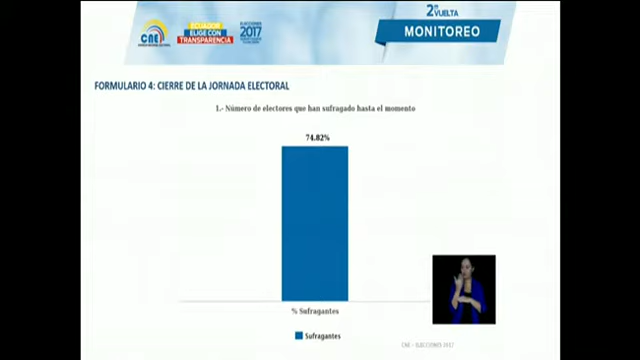 CNE
ECUADOR
ELIGE CON
TRANSPARENCIA
ELECCIONES
2017
2da VUELTA
MONITOREO
FORMULARIO 4: CIERRE DE LA JORNADA ELECTORAL
1.- Número de electores que han sufragado hasta el momento
74.82%
% Sufragantes
Sufragantes
CNE - ELECCIONES 2017